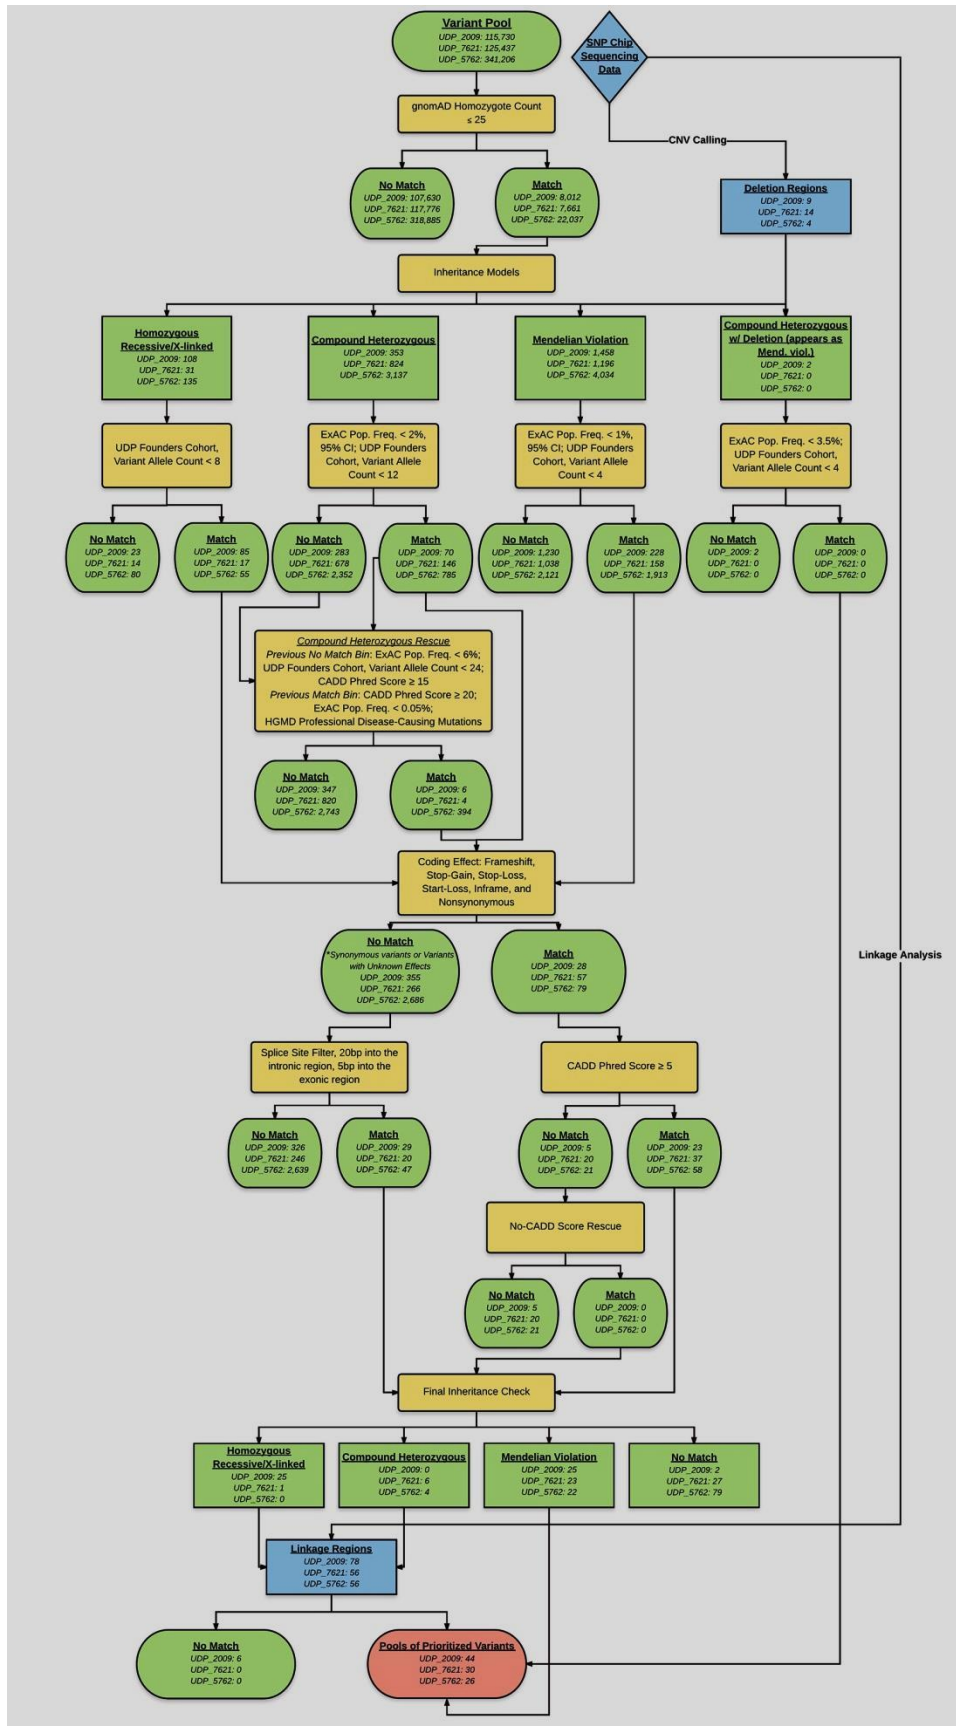 Variant Pool
UDP_2009: 115,730
UDP_7621: 125,437
UDP_5762: 341,206
SNP Chip
Sequencing
Data
gnomAD Homozygote Count
≤ 25
CNV Calling
No Match
UDP_2009: 107,630
UDP_7621: 117,776
UDP_5762: 318,885
Match
UDP_2009: 8,012
UDP_7621: 7,661
UDP_5762: 22,037
Deletion Regions
UDP_2009: 9
UDP_7621: 14
UDP_5762: 4
Inheritance Models
Homozygous
Recessive/X-linked
UDP_2009: 108
UDP_7621: 31
UDP_5762: 135
Compound Heterozygous
UDP_2009: 353
UDP_7621: 824
UDP_5762: 3,137
Mendelian Violation
UDP_2009: 1,458
UDP_7621: 1,196
UDP_5762: 4,034
Compound Heterozygous
w/ Deletion (appears as
Mend. viol.)
UDP_2009: 2
UDP_7621: 0
UDP_5762: 0
UDP Founders Cohort,
Variant Allele Count < 8
ExAC Pop. Freq. < 2%,
95% CI; UDP Founders
Cohort, Variant Allele
Count < 12
ExAC Pop. Freq. < 1%,
95% CI; UDP Founders
Cohort, Variant Allele
Count < 4
ExAC Pop. Freq. < 3.5%;
UDP Founders Cohort,
Variant Allele Count < 4
No Match
UDP_2009: 23
UDP_7621: 14
UDP_5762: 80
Match
UDP_2009: 85
UDP_7621: 17
UDP_5762: 55
No Match
UDP_2009: 283
UDP_7621: 678
UDP_5762: 2,352
Match
UDP_2009: 70
UDP_7621: 146
UDP_5762: 785
No Match
UDP_2009: 1,230
UDP_7621: 1,038
UDP_5762: 2,121
Match
UDP_2009: 228
UDP_7621: 158
UDP_5762: 1,913
No Match
UDP_2009: 2
UDP_7621: 0
UDP_5762: 0
Match
UDP_2009: 0
UDP_7621: 0
UDP_5762: 0
Compound Heterozygous Rescue
Previous No Match Bin: ExAC Pop. Freq. < 6%;
UDP Founders Cohort, Variant Allele Count < 24;
CADD Phred Score ≥ 15
Previous Match Bin: CADD Phred Score ≥ 20;
ExAC Pop. Freq. < 0.05%;
HGMD Professional Disease-Causing Mutations
No Match
UDP_2009: 347
UDP_7621: 820
UDP_5762: 2,743
Match
UDP_2009: 6
UDP_7621: 4
UDP_5762: 394
Coding Effect: Frameshift,
Stop-Gain, Stop-Loss,
Start-Loss, Inframe, and
Nonsynonymous
No Match
*Synonymous variants or Variants
with Unknown Effects
UDP_2009: 355
UDP_7621: 266
UDP_5762: 2,686
Match
UDP_2009: 28
UDP_7621: 57
UDP_5762: 79
Linkage Analysis
Splice Site Filter, 20bp into the
intronic region, 5bp into the
exonic region
CADD Phred Score ≥ 5
No Match
UDP_2009: 326
UDP_7621: 246
UDP_5762: 2,639
Match
UDP_2009: 29
UDP_7621: 20
UDP_5762: 47
No Match
UDP_2009: 5
UDP_7621: 20
UDP_5762: 21
Match
UDP_2009: 23
UDP_7621: 37
UDP_5762: 58
No-CADD Score Rescue
No Match
UDP_2009: 5
UDP_7621: 20
UDP_5762: 21
Match
UDP_2009: 0
UDP_7621: 0
UDP_5762: 0
Final Inheritance Check
Homozygous
Recessive/X-linked
UDP_2009: 25
UDP_7621: 1
UDP_5762: 0
Compound Heterozygous
UDP_2009: 0
UDP_7621: 6
UDP_5762: 4
Mendelian Violation
UDP_2009: 25
UDP_7621: 23
UDP_5762: 22
No Match
UDP_2009: 2
UDP_7621: 27
UDP_5762: 79
Linkage Regions
UDP_2009: 78
UDP_7621: 56
UDP_5762: 56
No Match
UDP_2009: 6
UDP_7621: 0
UDP_5762: 0
Pools of Prioritized Variants
UDP_2009: 44
UDP_7621: 30
UDP_5762: 26